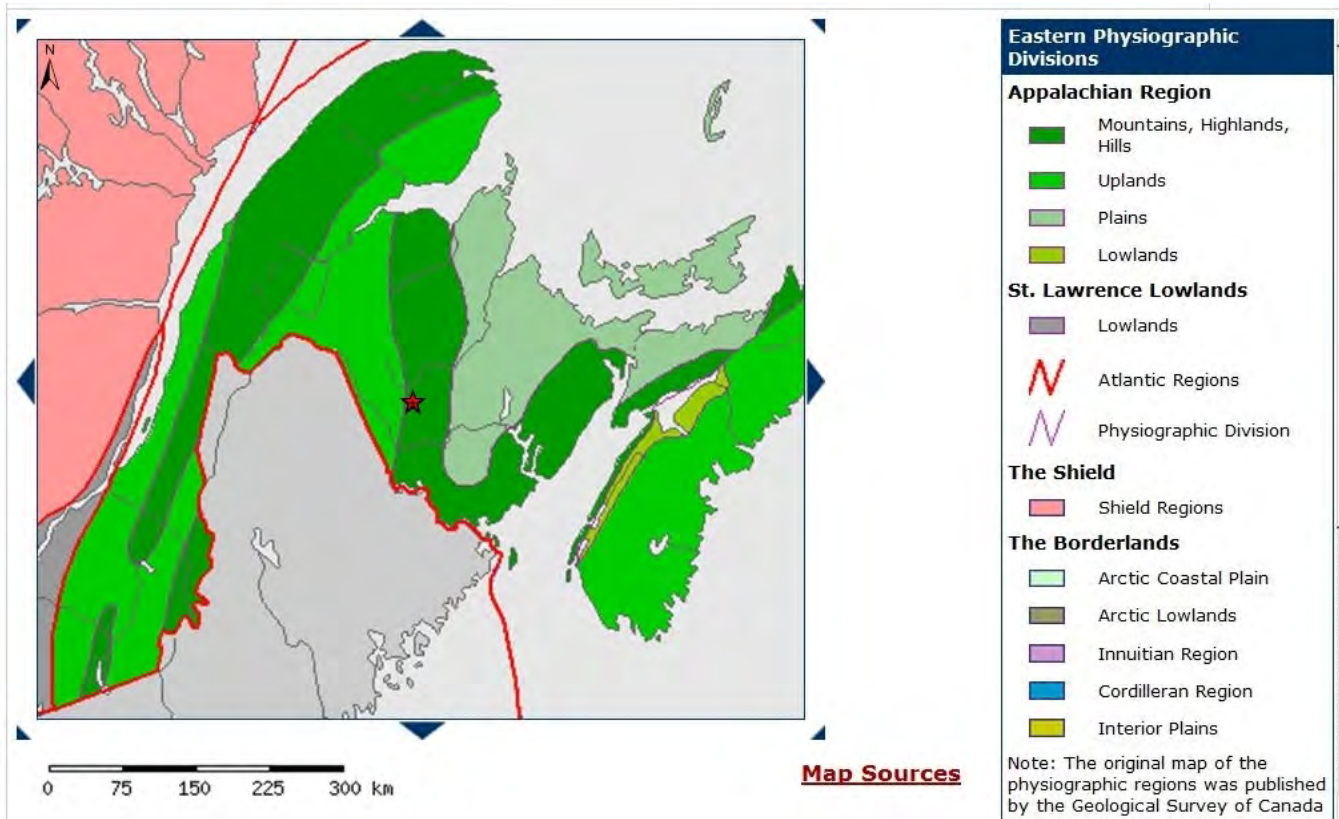 N
0 75 150 225 300 km
Map Sources
Eastern Physiographic
Divisions
Appalachian Region
Mountains, Highlands,
Hills
Uplands
Plains
Lowlands
St. Lawrence Lowlands
Lowlands
Atlantic Regions
Physiographic Division
The Shield
Shield Regions
The Borderlands
Arctic Coastal Plain
Arctic Lowlands
Innuitian Region
Cordilleran Region
Interior Plains
Note: The original map of the
physiographic regions was published
by the Geological Survey of Canada